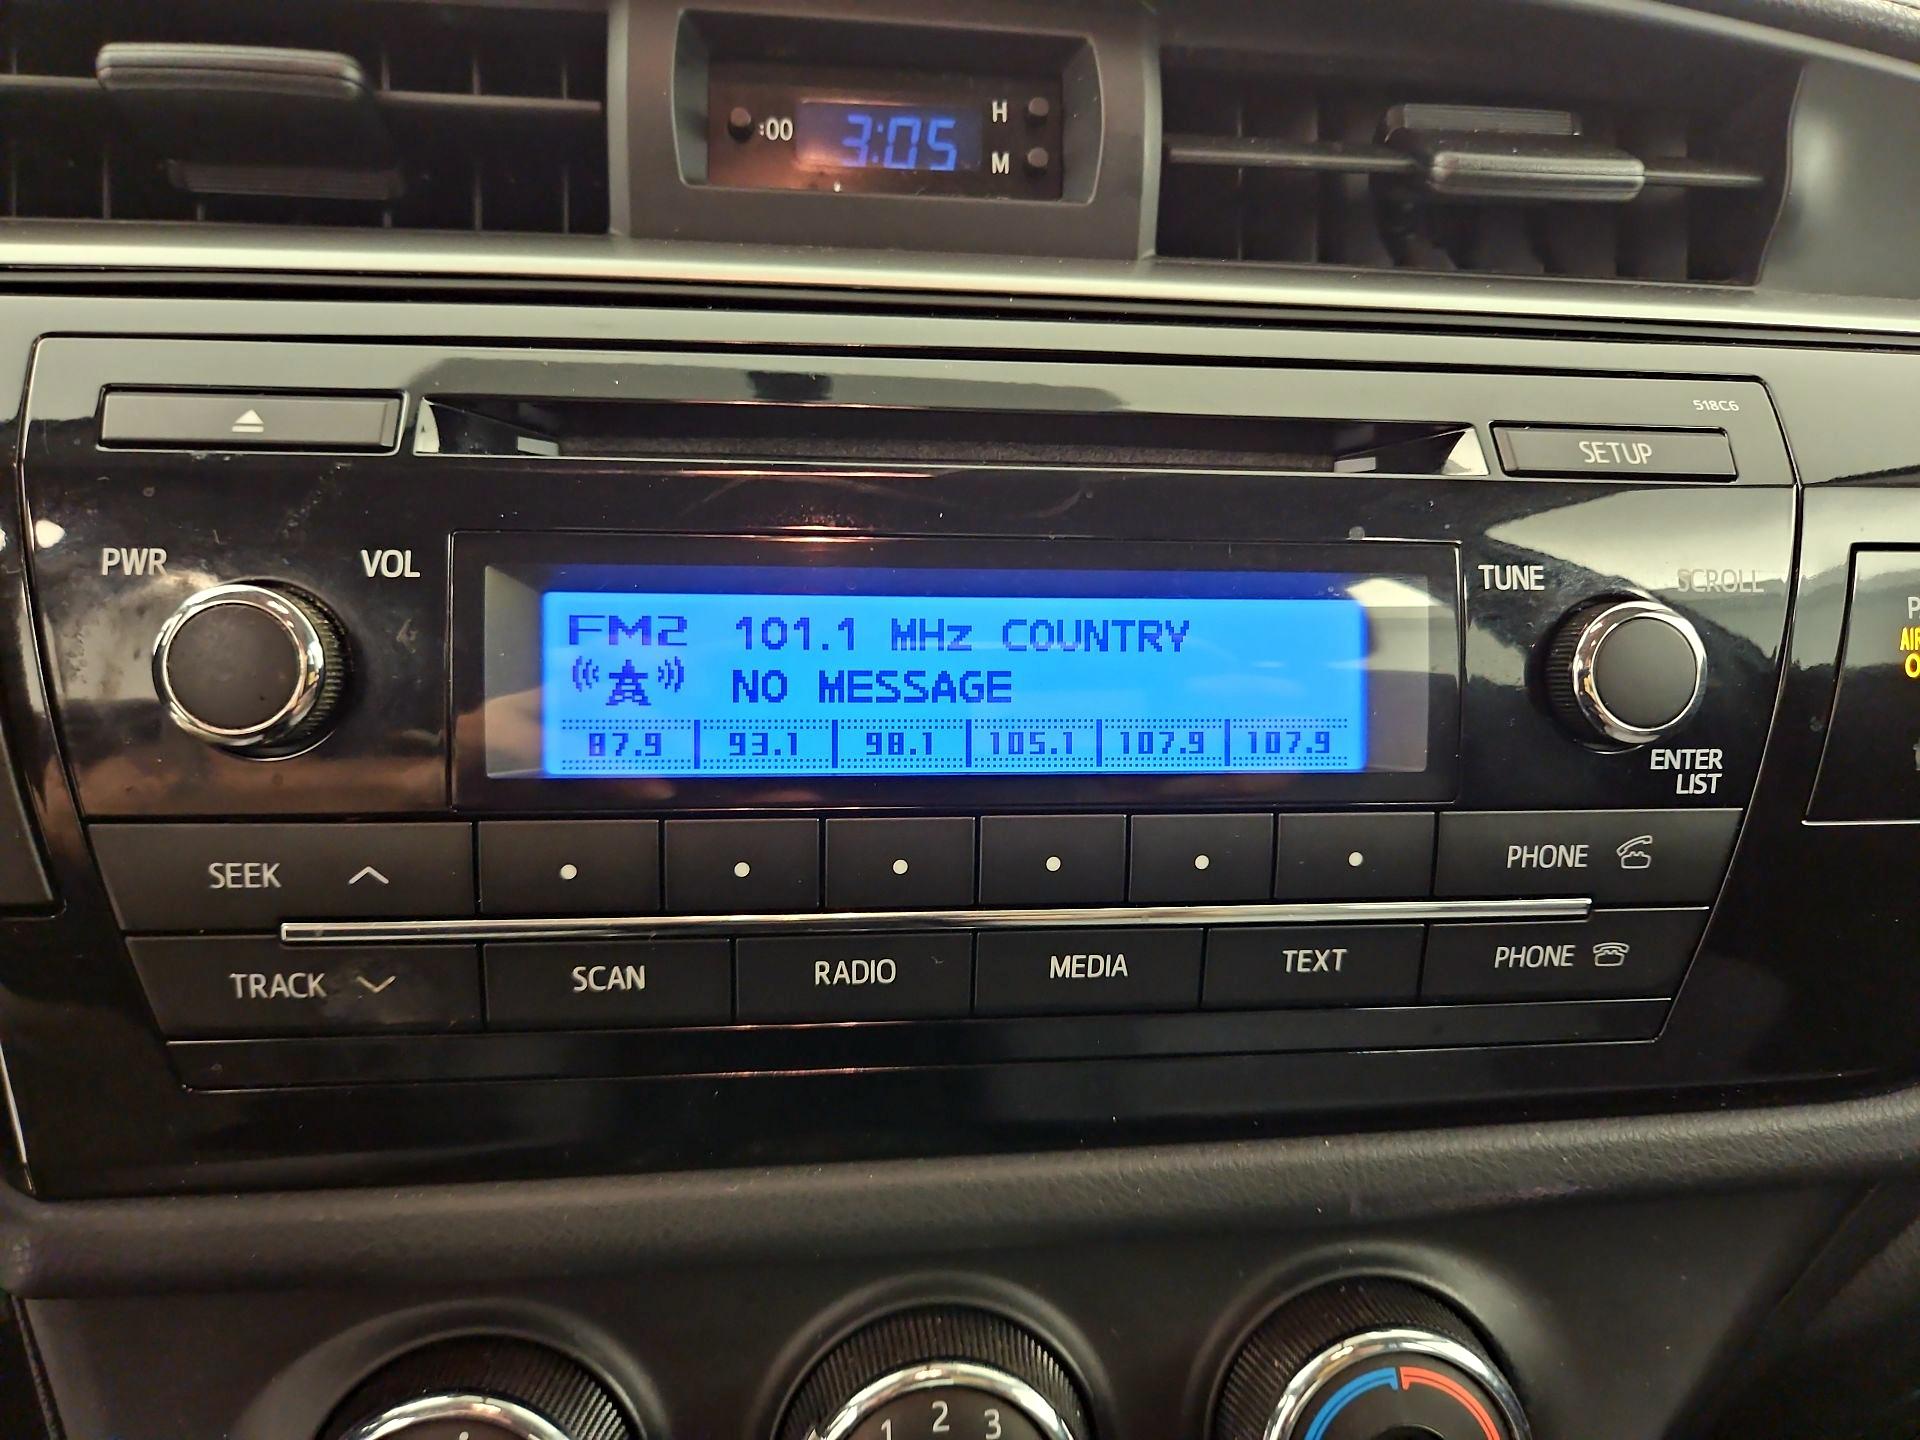 :00 3:05 H
M
518C6
SETUP
PWR VOL
TUNE SCROLL
FM2 101.1 MHz COUNTRY
NO MESSAGE
87.9 93.1 98.1 105.1 107.9 107.9
ENTER
LIST
SEEK PHONE
TRACK SCAN RADIO MEDIA TEXT PHONE
1 2 3